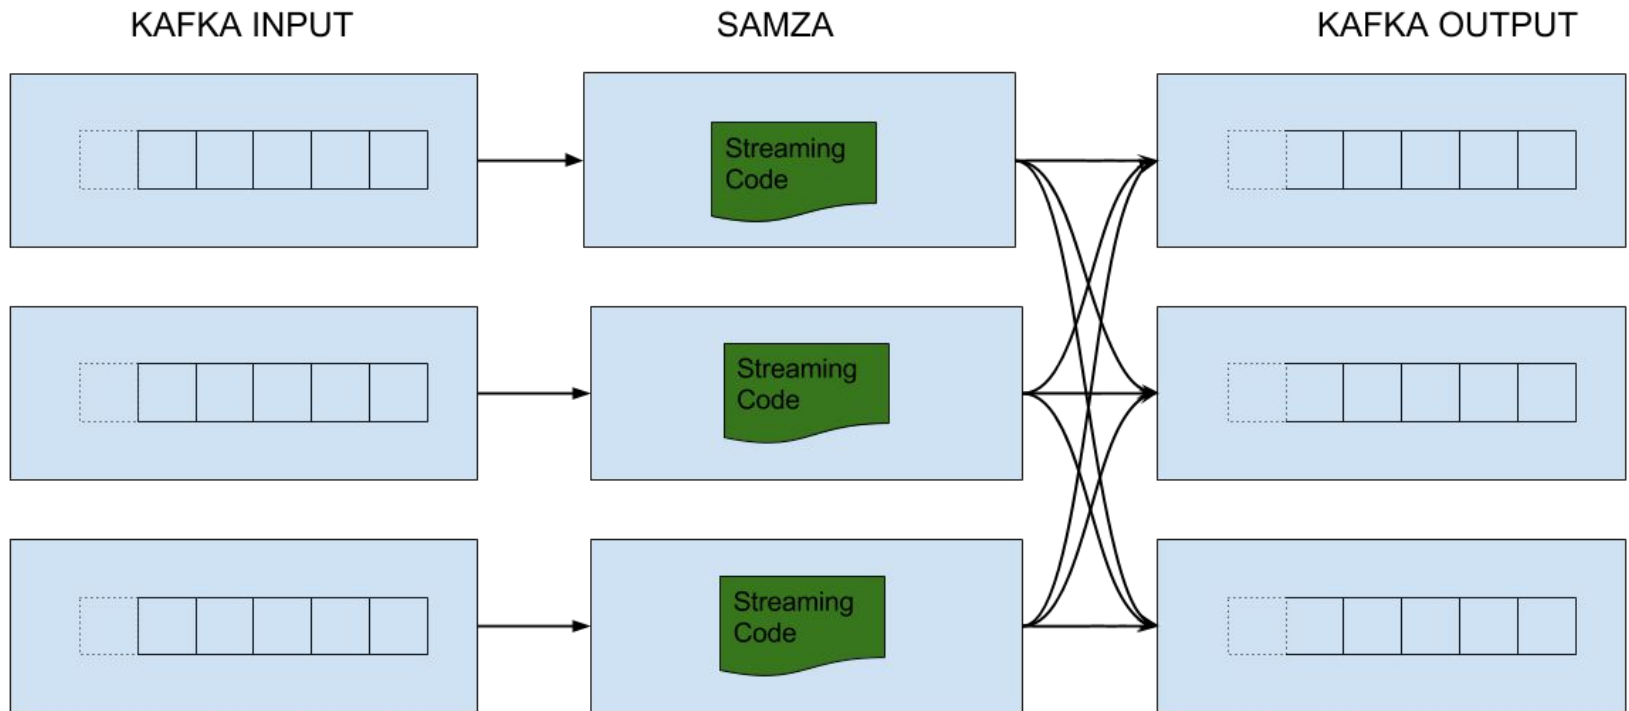 KAFKA INPUT
SAMZA
KAFKA OUTPUT
Streaming
Code
Streaming
Code
Streaming
Code